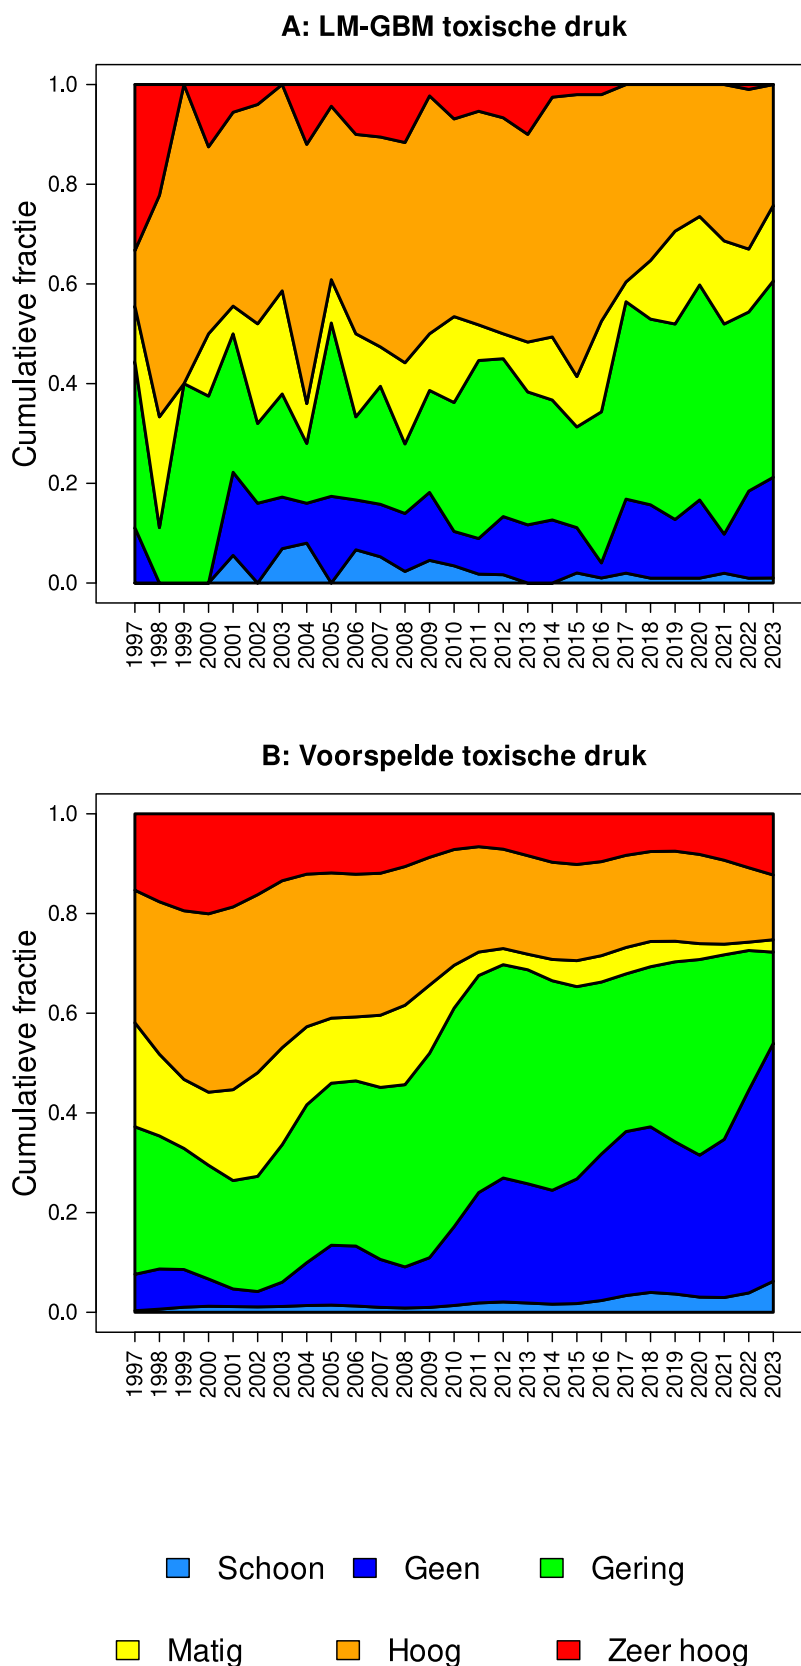 A: LM-GBM toxische druk
Cumulatieve fractie
1.0
0.8
0.6
0.4
0.2
0.0
1997 1998 1999 2000 2001 2002 2003 2004 2005 2006 2007 2008 2009 2010 2011 2012 2013 2014 2015 2016 2017 2018 2019 2020 2021 2022 2023
B: Voorspelde toxische druk
Cumulatieve fractie
1.0
0.8
0.6
0.4
0.2
0.0
1997 1998 1999 2000 2001 2002 2003 2004 2005 2006 2007 2008 2009 2010 2011 2012 2013 2014 2015 2016 2017 2018 2019 2020 2021 2022 2023
Schoon Geen Gering
Matig Hoog Zeer hoog